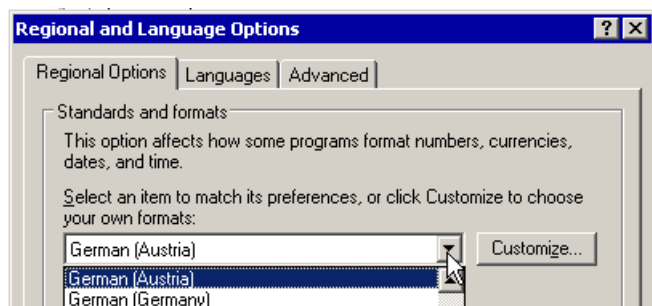 Regional and Language Options
Regional Options Languages Advanced
Standards and formats
This option affects how some programs format numbers, currencies,
dates, and time.
Select an item to match its preferences, or click Customize to choose
your own formats:
German (Austria) Customize...
German (Austria)
German (Germany)